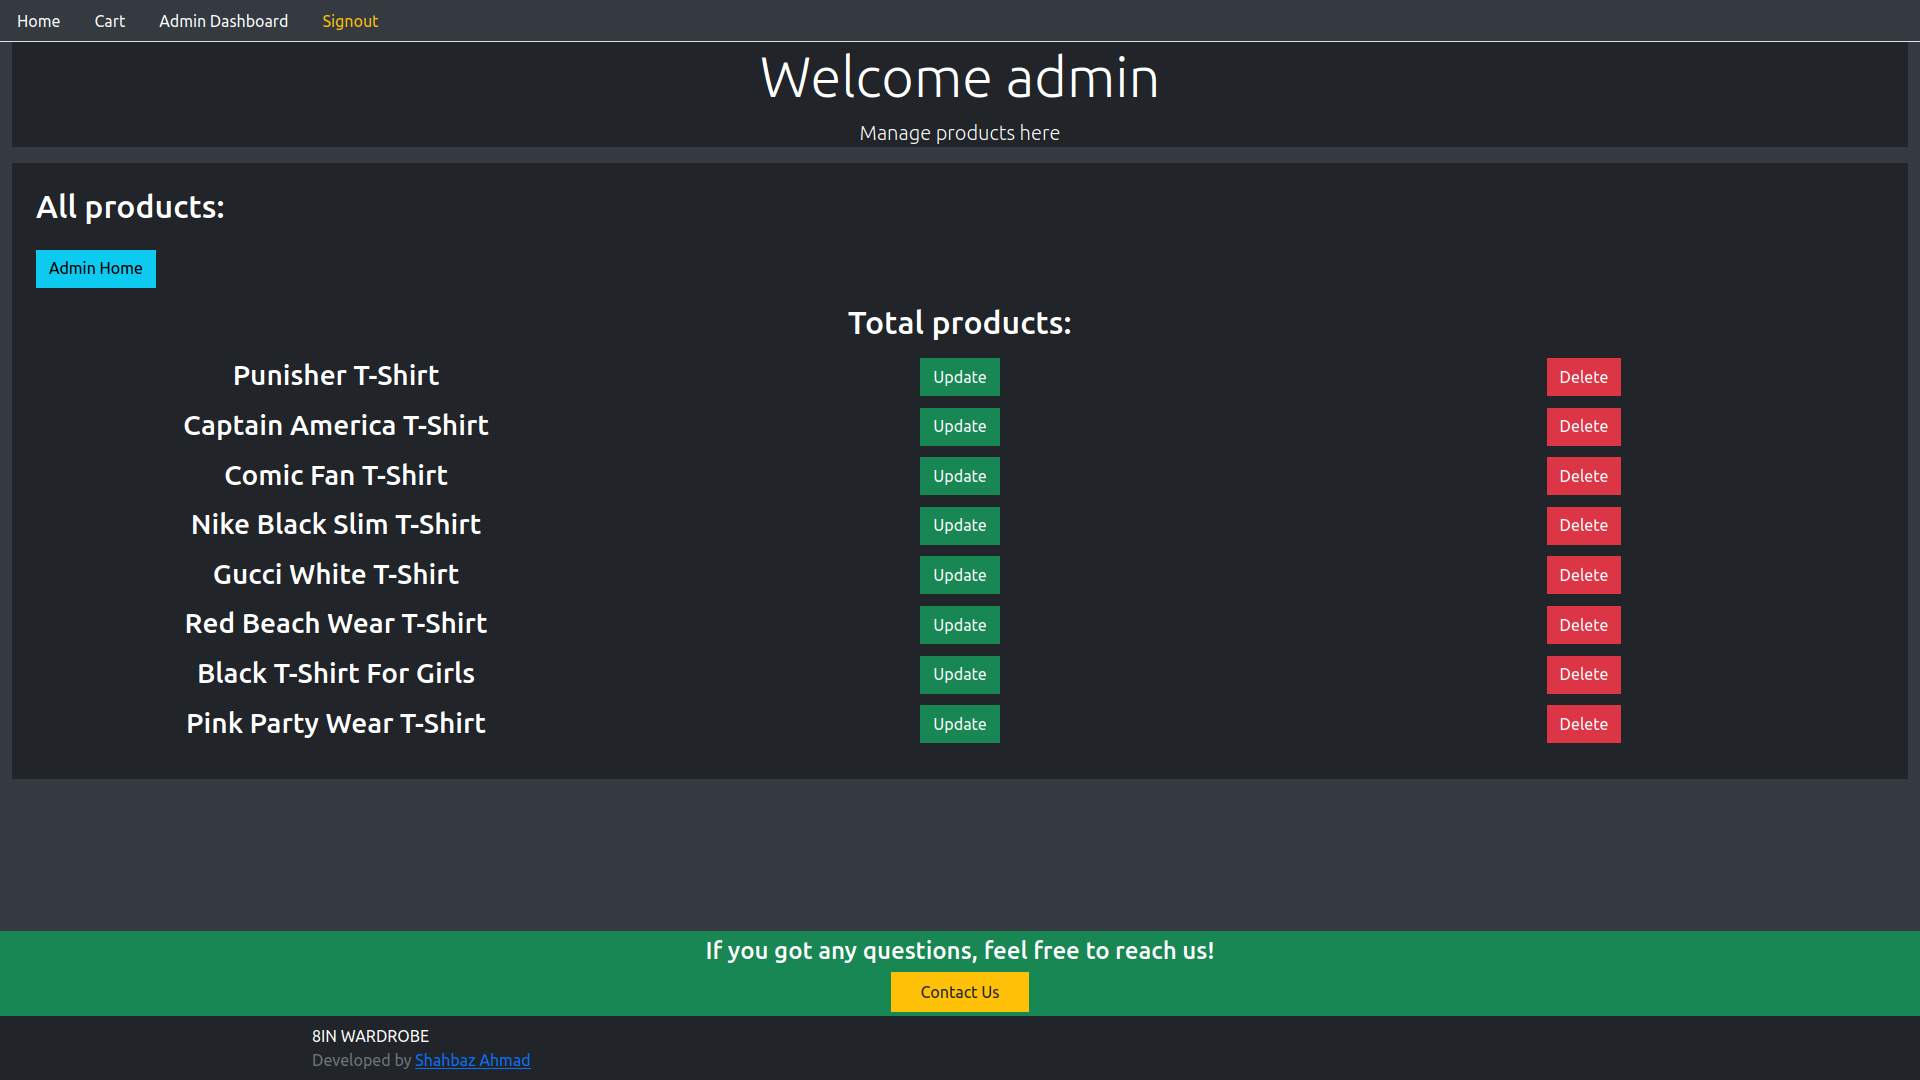 Home Cart Admin Dashboard Signout
Welcome admin
Manage products here
All products:
Admin Home
Total products:
Punisher T-Shirt Update Delete
Captain America T-Shirt Update Delete
Comic Fan T-Shirt Update Delete
Nike Black Slim T-Shirt Update Delete
Gucci White T-Shirt Update Delete
Red Beach Wear T-Shirt Update Delete
Black T-Shirt For Girls Update Delete
Pink Party Wear T-Shirt Update Delete
If you got any questions, feel free to reach us!
Contact Us
8IN WARDROBE
Developed by Shahbaz Ahmad